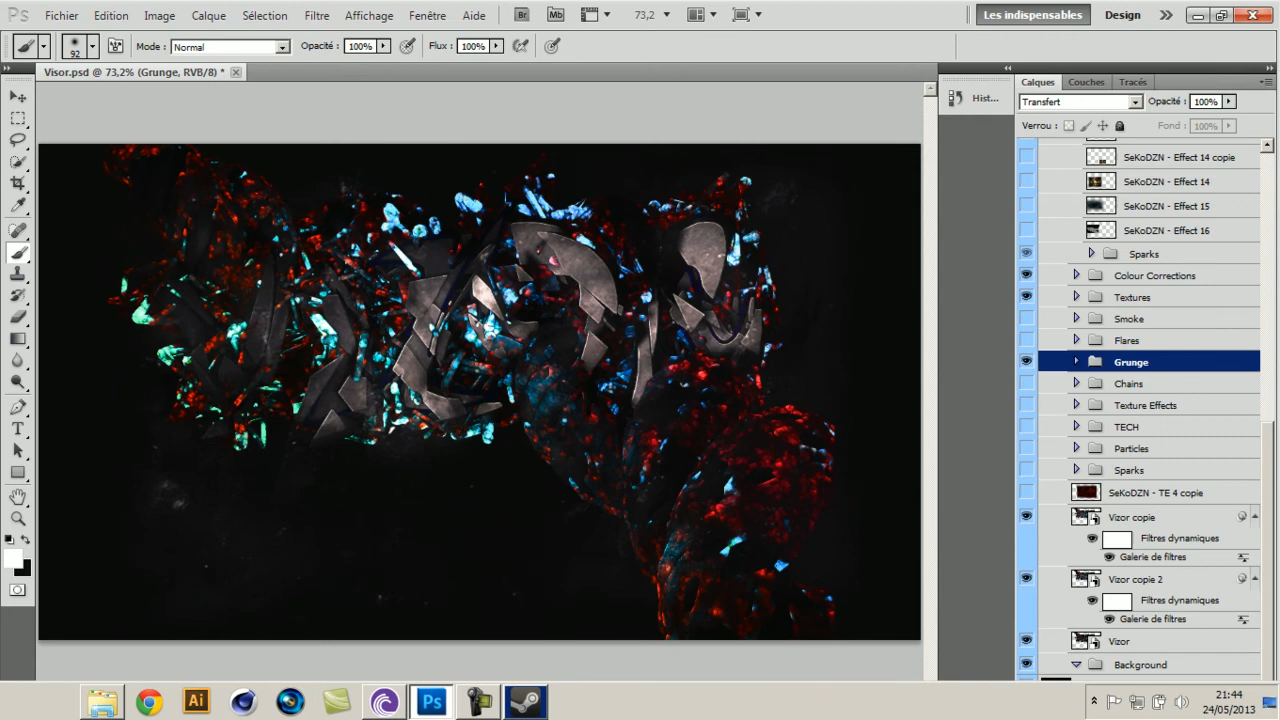 Ps Fichier Edition Image Calque Sélection Filtre Affichage Fenêtre Aide Br Mb 73,2 Les indispensables Design
92 Mode : Normal Opacité : 100% Flux : 100%
Visor.psd @ 73,2% (Grunge, RVB/8) *
Hist...
Calques Couches Tracés
Transfert Opacité : 100%
Verrou : Fond : 100%
SeKoDZN - Effect 14 copie
SeKoDZN - Effect 14
SeKoDZN - Effect 15
SeKoDZN - Effect 16
Sparks
Colour Corrections
Textures
Smoke
Flares
Grunge
Chains
Texture Effects
TECH
Particles
Sparks
SeKoDZN - TE 4 copie
Vizor copie
Filtres dynamiques
Galerie de filtres
Vizor copie 2
Filtres dynamiques
Galerie de filtres
Vizor
Background
Ai Ps
21:44
24/05/2013